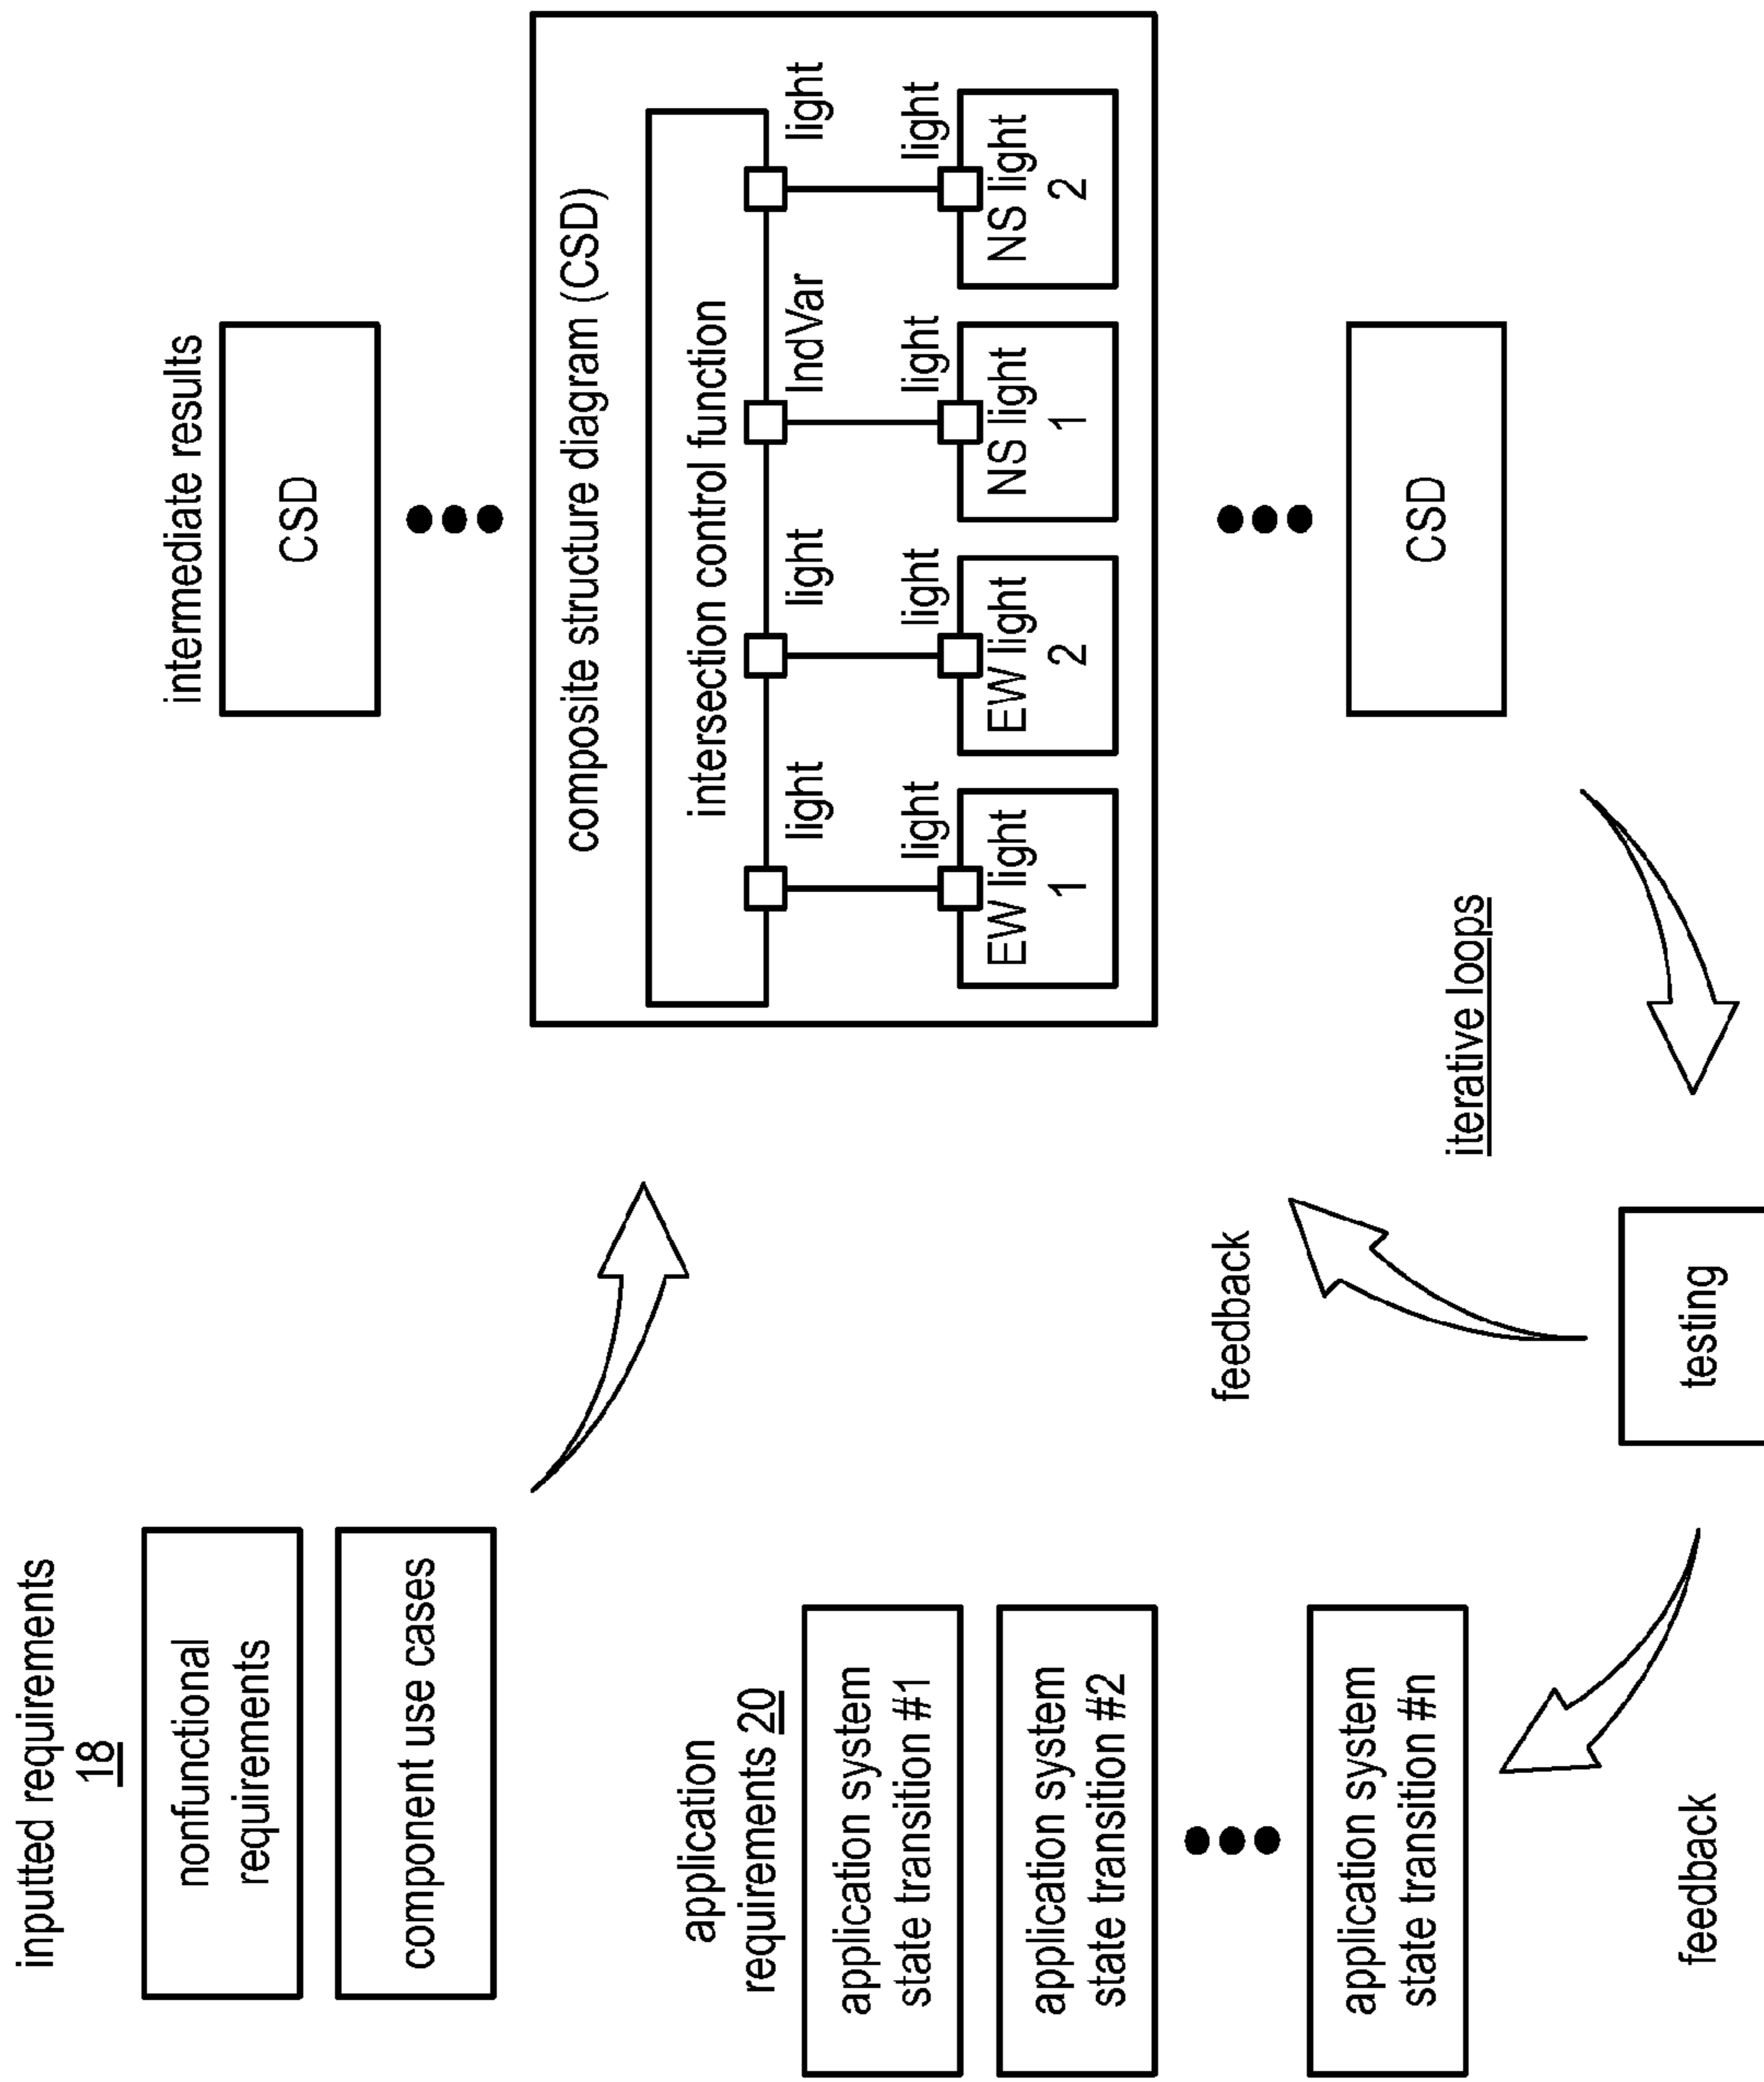 inputted requirements
18
nonfunctional
requirements
component use cases
application
requirements 20
application system
state transition #1
application system
state transition #2
application system
state transition #n
feedback
testing
feedback
iterative loops
intermediate results
CSD
composite structure diagram (CSD)
intersection control function
light
light
IndVar
light
light
light
light
light
EW light
1
EW light
2
NS light
1
NS light
2
CSD